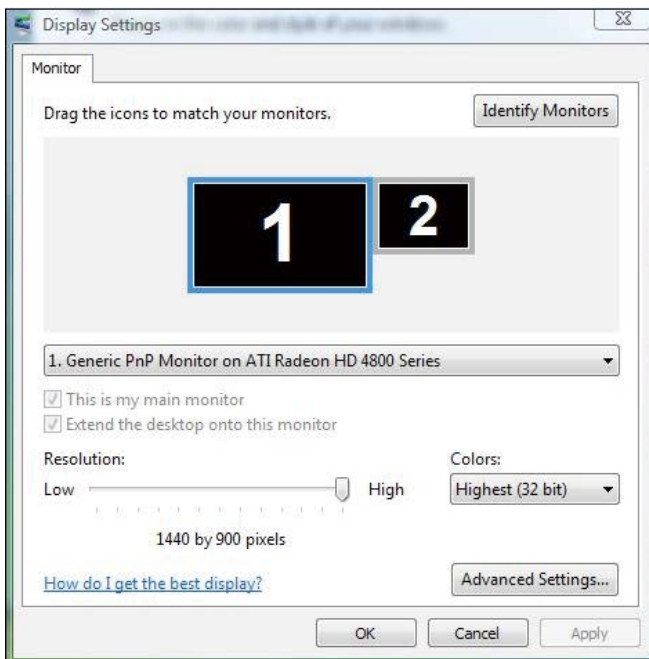 Display Settings
Monitor
Drag the icons to match your monitors.
Identify Monitors
1
2
1. Generic PnP Monitor on ATI Radeon HD 4800 Series
This is my main monitor
Extend the desktop onto this monitor
Resolution:
Colors:
Low
High
Highest (32 bit)
1440 by 900 pixels
How do I get the best display?
Advanced Settings...
OK
Cancel
Apply